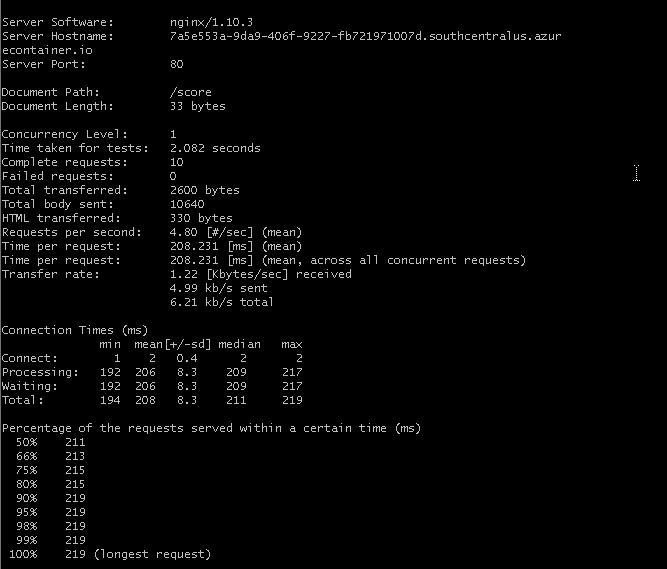 Server Software:        nginx/1.10.3
Server Hostname:        7a5e553a-9da9-406f-9227-fb721971007d.southcentralus.azur
econtainer.io
Server Port:            80

Document Path:          /score
Document Length:        33 bytes

Concurrency Level:      1
Time taken for tests:   2.082 seconds
Complete requests:      10
Failed requests:        0
Total transferred:      2600 bytes
Total body sent:        10640
HTML transferred:       330 bytes
Requests per second:    4.80 [#/sec] (mean)
Time per request:       208.231 [ms] (mean)
Time per request:       208.231 [ms] (mean, across all concurrent requests)
Transfer rate:          1.22 [Kbytes/sec] received
                        4.99 kb/s sent
                        6.21 kb/s total

Connection Times (ms)
              min  mean[+/-sd] median   max
Connect:        1    2   0.4      2       2
Processing:   192  206   8.3    209     217
Waiting:      192  206   8.3    209     217
Total:        194  208   8.3    211     219

Percentage of the requests served within a certain time (ms)
  50%    211
  66%    213
  75%    215
  80%    215
  90%    219
  95%    219
  98%    219
  99%    219
 100%    219 (longest request)